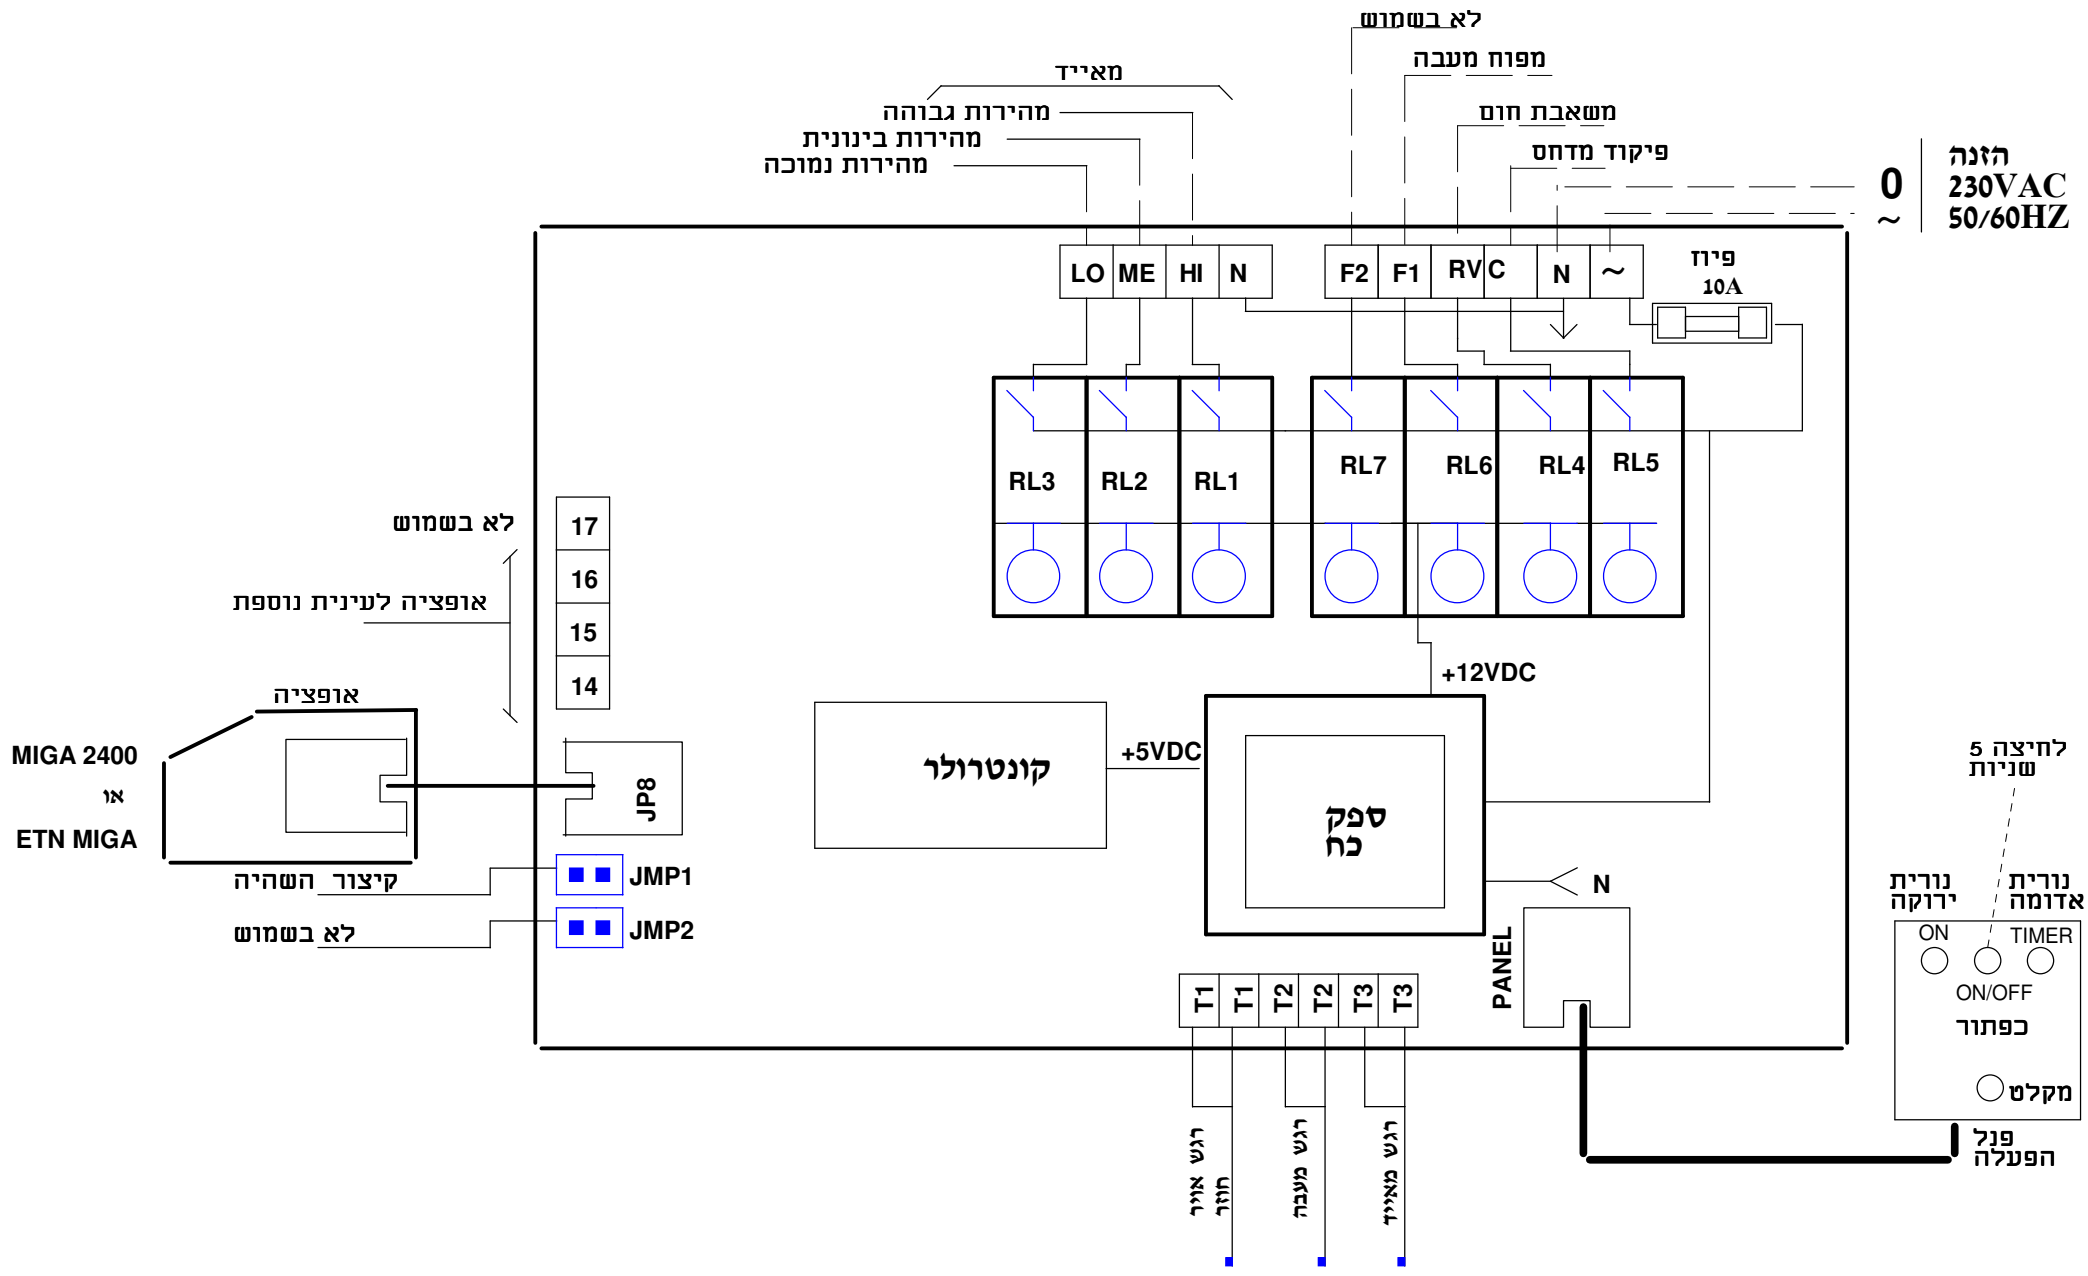 לא בשמוש
מפוח מעבה
מאייד
מהירות גבוהה
משאבת חום
מהירות בינונית
פיקוד מדחס
מהירות נמוכה
הזנה
0 230VAC
~ 50/60HZ
LO ME HI N F2 F1 RV C N ~
פיוז
10A
RL3 RL2 RL1 RL7 RL6 RL4 RL5
לא בשמוש
17
16
אופציה לעינית נוספת
15
14
+12VDC
אופציה
MIGA 2400
או
ETN MIGA
JP8
קונטרולר
+5VDC
ספק
כח
N
לחיצה 5
שניות
JMP1
קיצור השהיה
JMP2
לא בשמוש
PANEL
נורית
ירוקה
נורית
אדומה
ON TIMER
ON/OFF
כפתור
מקלט
פנל
הפעלה
T1 T1 T2 T2 T3 T3
רגש אויר
חוזר
רגש מעבה
רגש מאייד